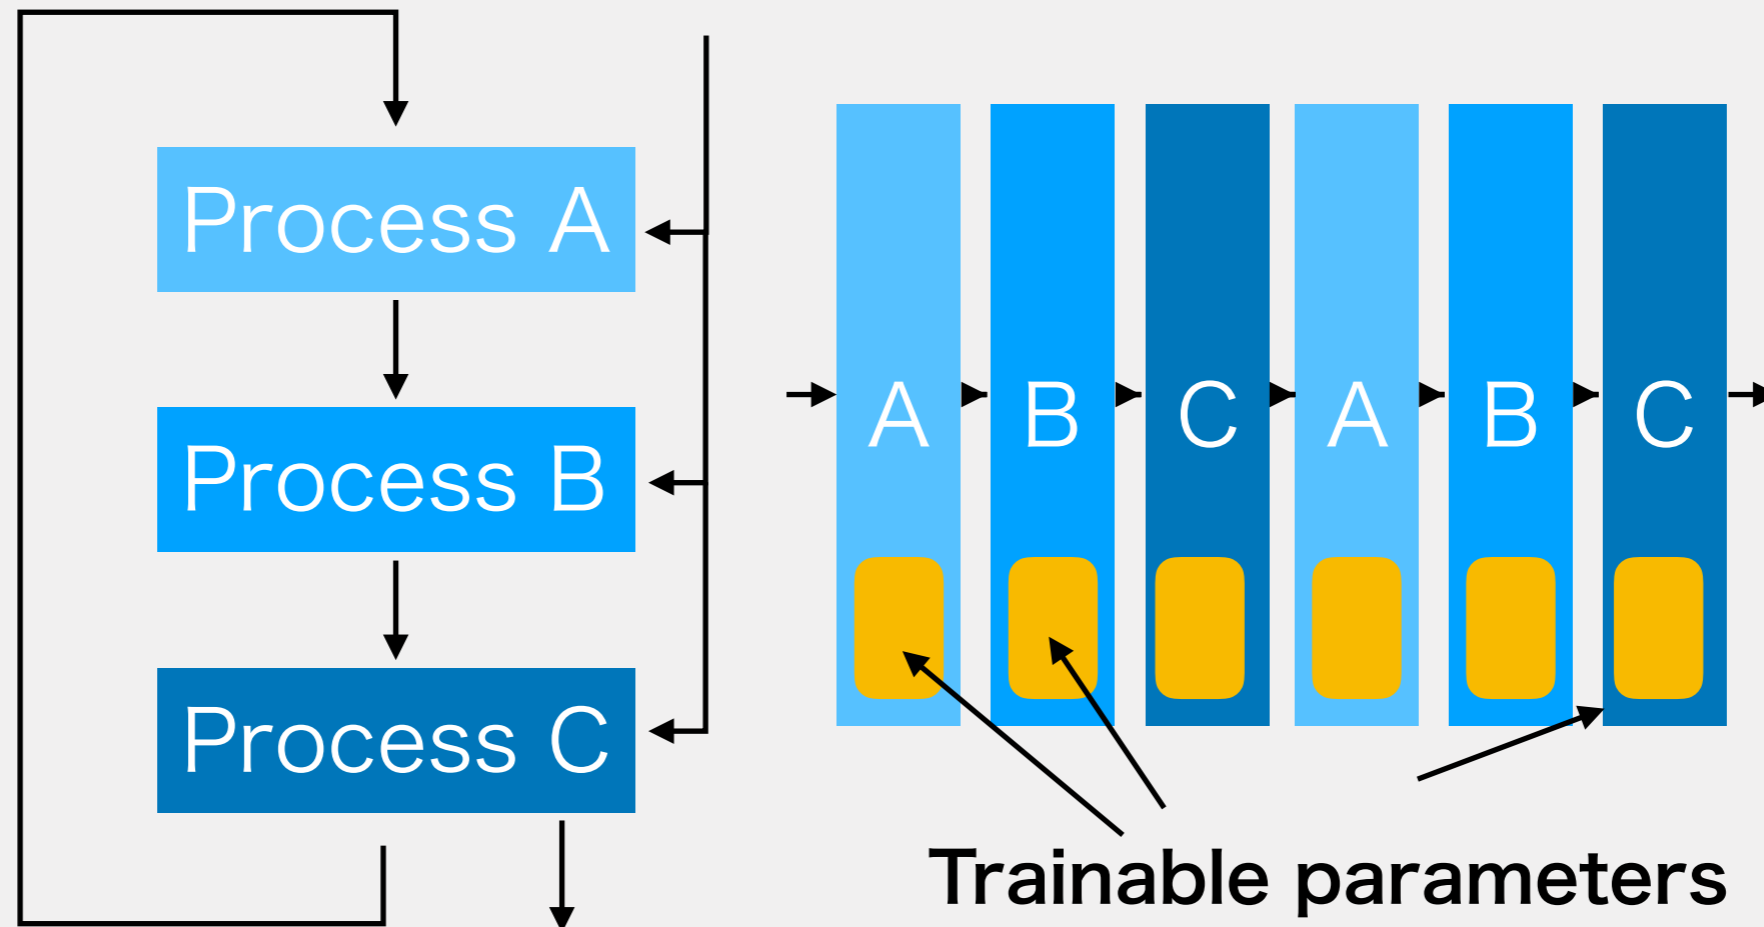 Process A
Process B
Process C
A B C A B C
Trainable parameters